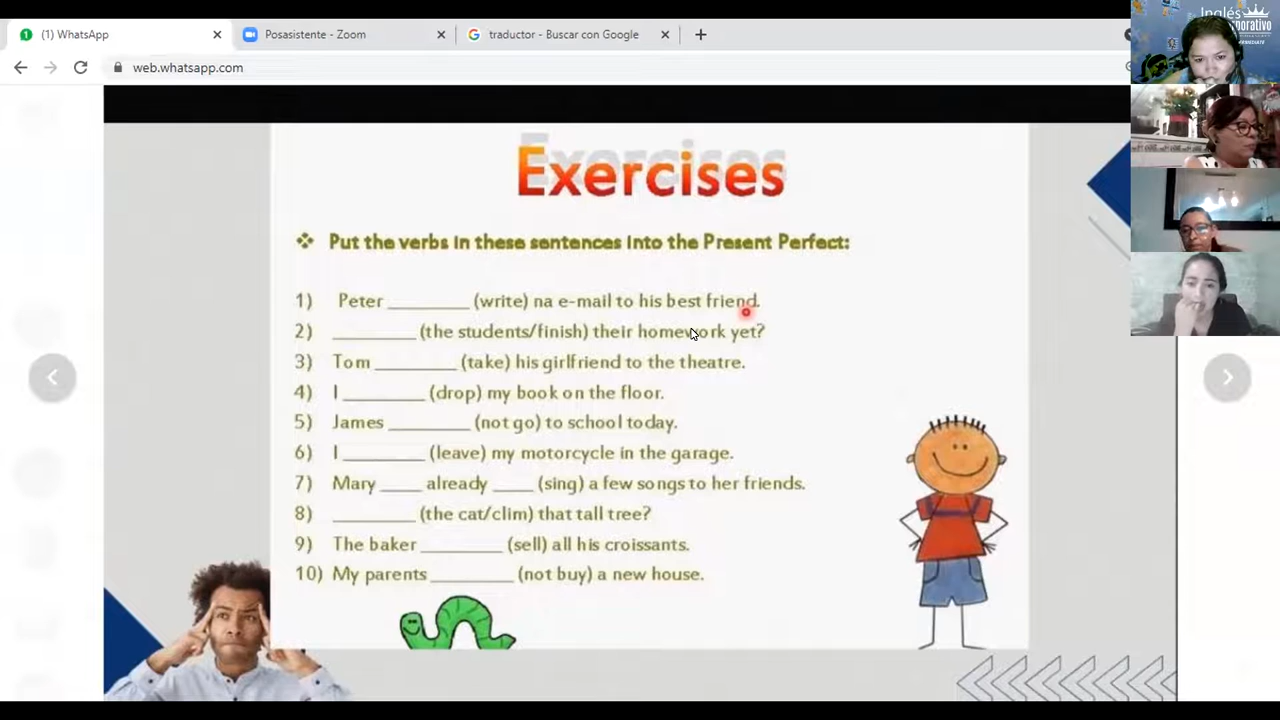 (1) WhatsApp
Posasistente - Zoom
traductor - Buscar con Google
web.whatsapp.com
Inglés
Exercises
Put the verbs in these sentences into the Present Perfect:
1) Peter ________ (write) na e-mail to his best friend.
2) ________ (the students/finish) their homework yet?
3) Tom ________ (take) his girlfriend to the theatre.
4) I ________ (drop) my book on the floor.
5) James ________ (not go) to school today.
6) I ________ (leave) my motorcycle in the garage.
7) Mary ____ already ____ (sing) a few songs to her friends.
8) ________ (the cat/clim) that tall tree?
9) The baker ________ (sell) all his croissants.
10) My parents ________ (not buy) a new house.